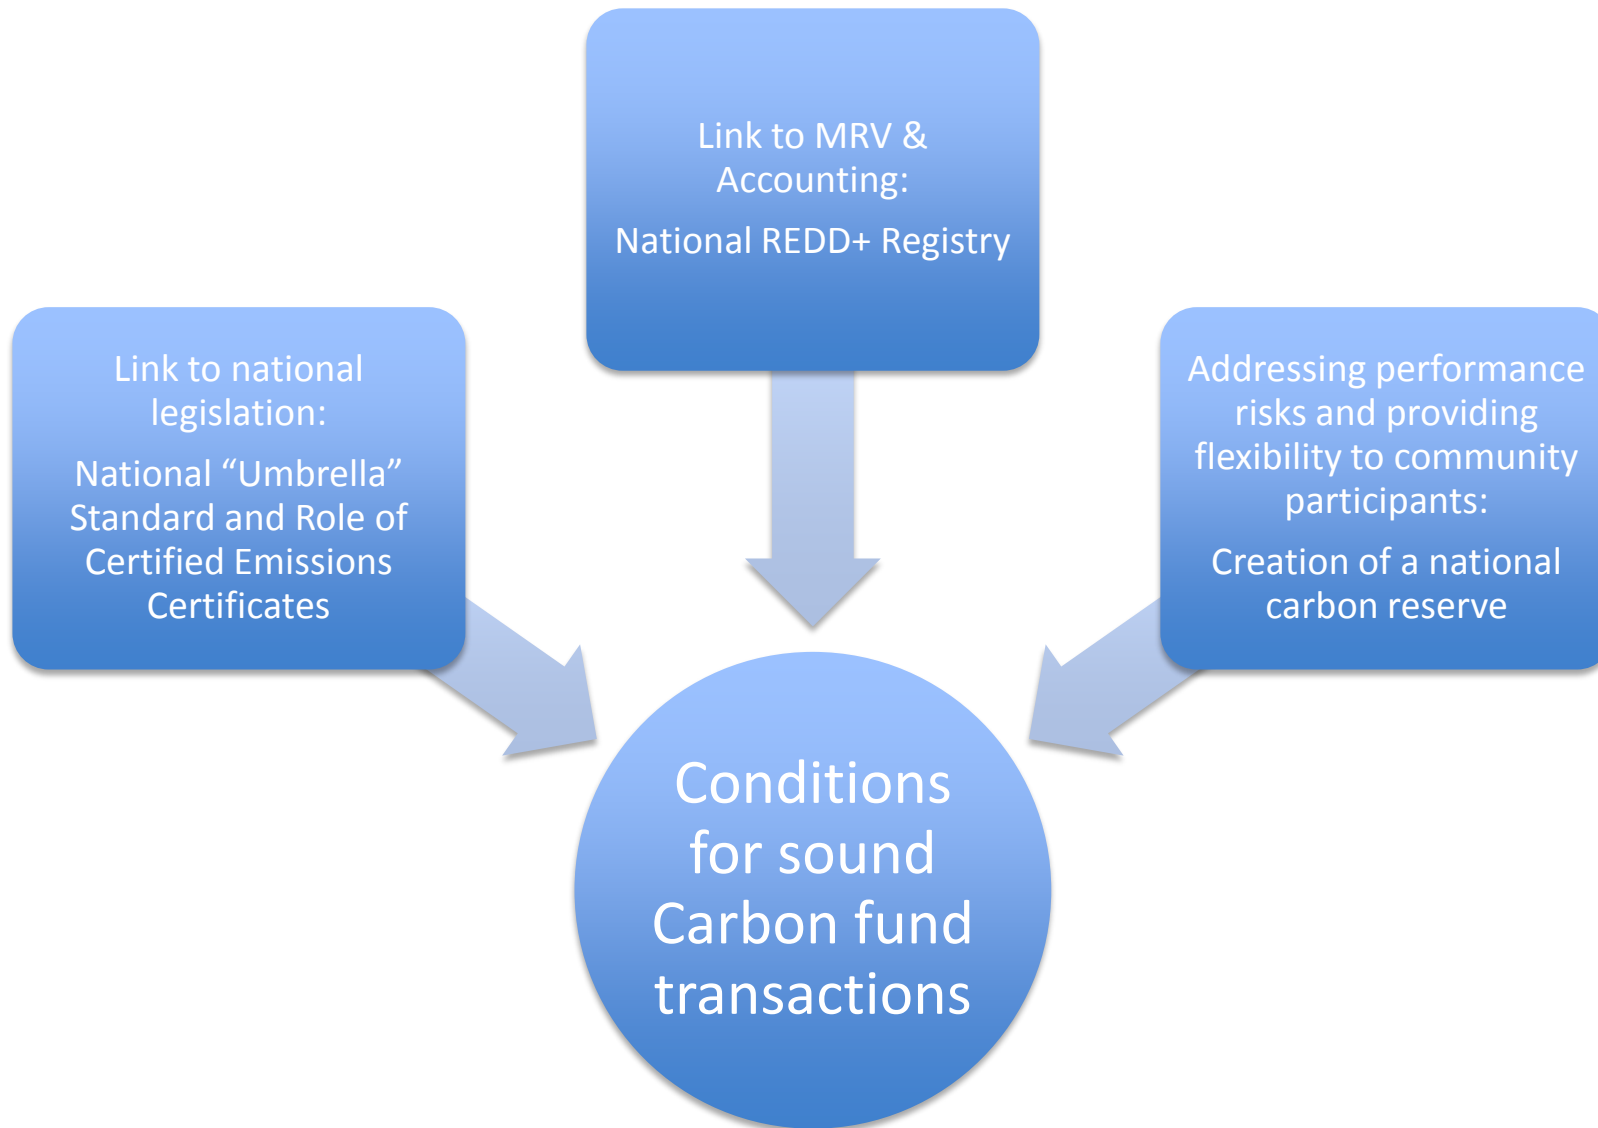 Link to MRV &
Accounting:
National REDD+ Registry
Link to national
legislation:
National “Umbrella”
Standard and Role of
Certified Emissions
Certificates
Addressing performance
risks and providing
flexibility to community
participants:
Creation of a national
carbon reserve
Conditions
for sound
Carbon fund
transactions